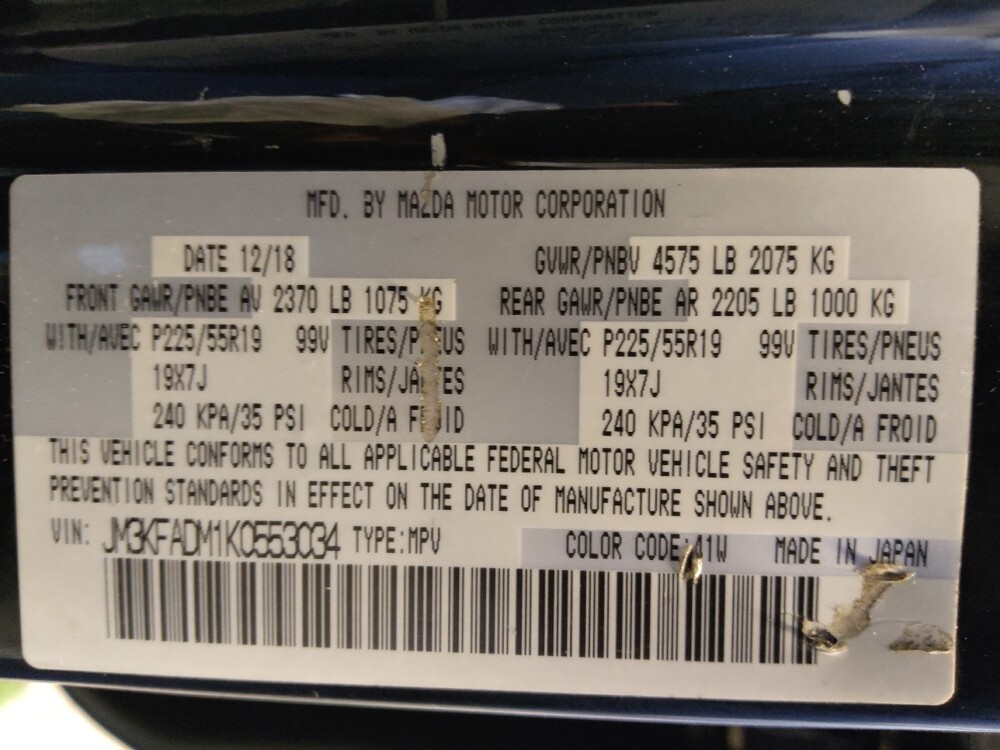 MFD. BY MAZDA MOTOR CORPORATION
DATE 12/18 GVWR/PNBV 4575 LB 2075 KG
FRONT GAWR/PNBE AV 2370 LB 1075 KG REAR GAWR/PNBE AR 2205 LB 1000 KG
WITH/AVEC P225/55R19 99V TIRES/PNEUS WITH/AVEC P225/55R19 99V TIRES/PNEUS
19X7J RIMS/JANTES 19X7J RIMS/JANTES
240 KPA/35 PSI COLD/A FROID 240 KPA/35 PSI COLD/A FROID
THIS VEHICLE CONFORMS TO ALL APPLICABLE FEDERAL MOTOR VEHICLE SAFETY AND THEFT
PREVENTION STANDARDS IN EFFECT ON THE DATE OF MANUFACTURE SHOWN ABOVE.
VIN: JM3KFADM1K0553034 TYPE:MPV COLOR CODE:41W MADE IN JAPAN